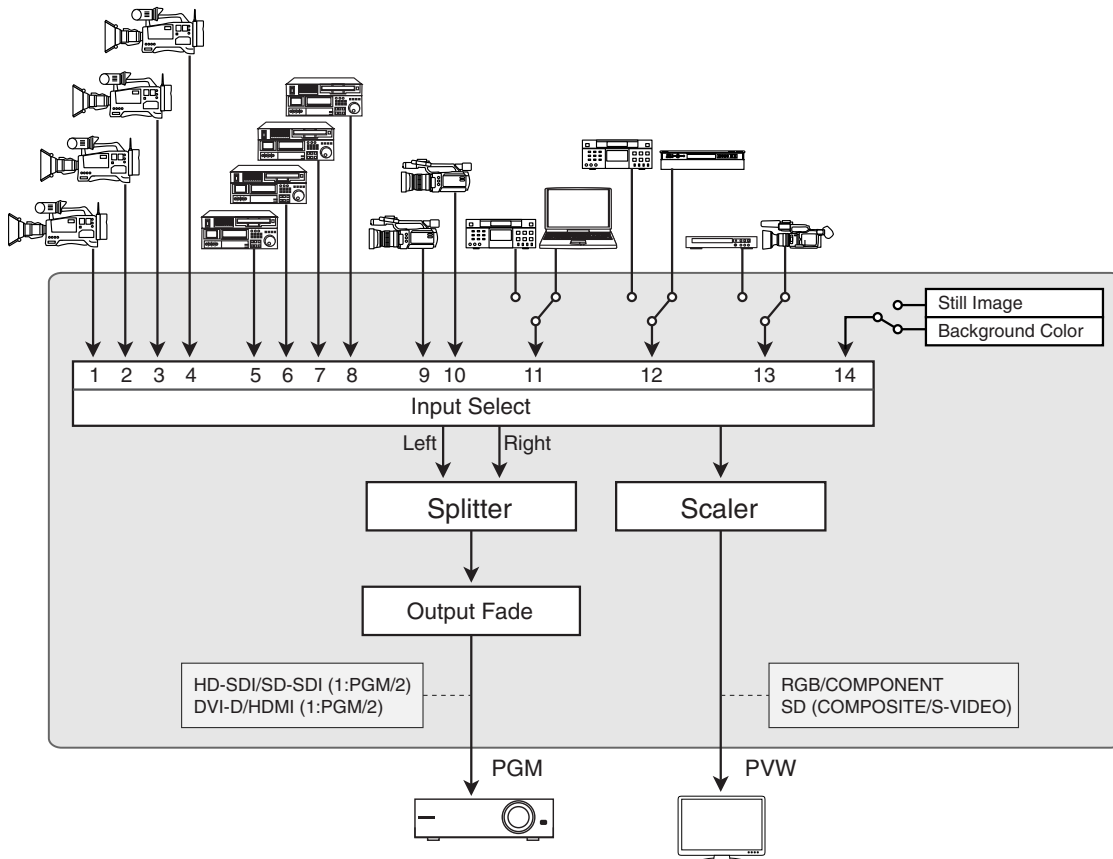 Still Image
Background Color
1 2 3 4 5 6 7 8 9 10 11 12 13 14
Input Select
Left Right
Splitter
Scaler
Output Fade
HD-SDI/SD-SDI (1:PGM/2)
DVI-D/HDMI (1:PGM/2)
RGB/COMPONENT
SD (COMPOSITE/S-VIDEO)
PGM
PVW